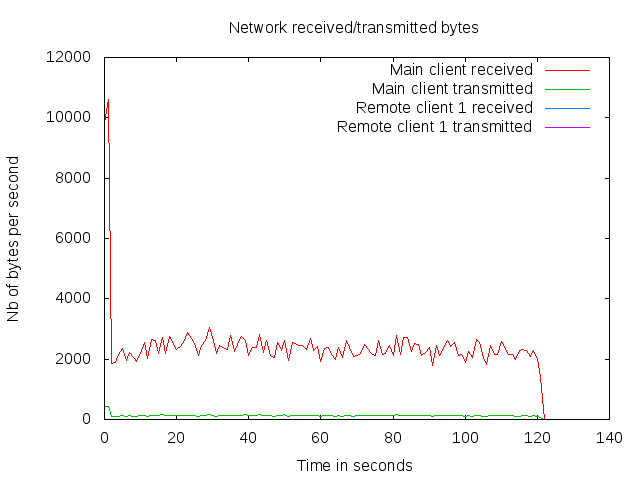 Network received/transmitted bytes
12000
10000
8000
6000
4000
2000
0
Nb of bytes per second
Main client received
Main client transmitted
Remote client 1 received
Remote client 1 transmitted
0 20 40 60 80 100 120 140
Time in seconds